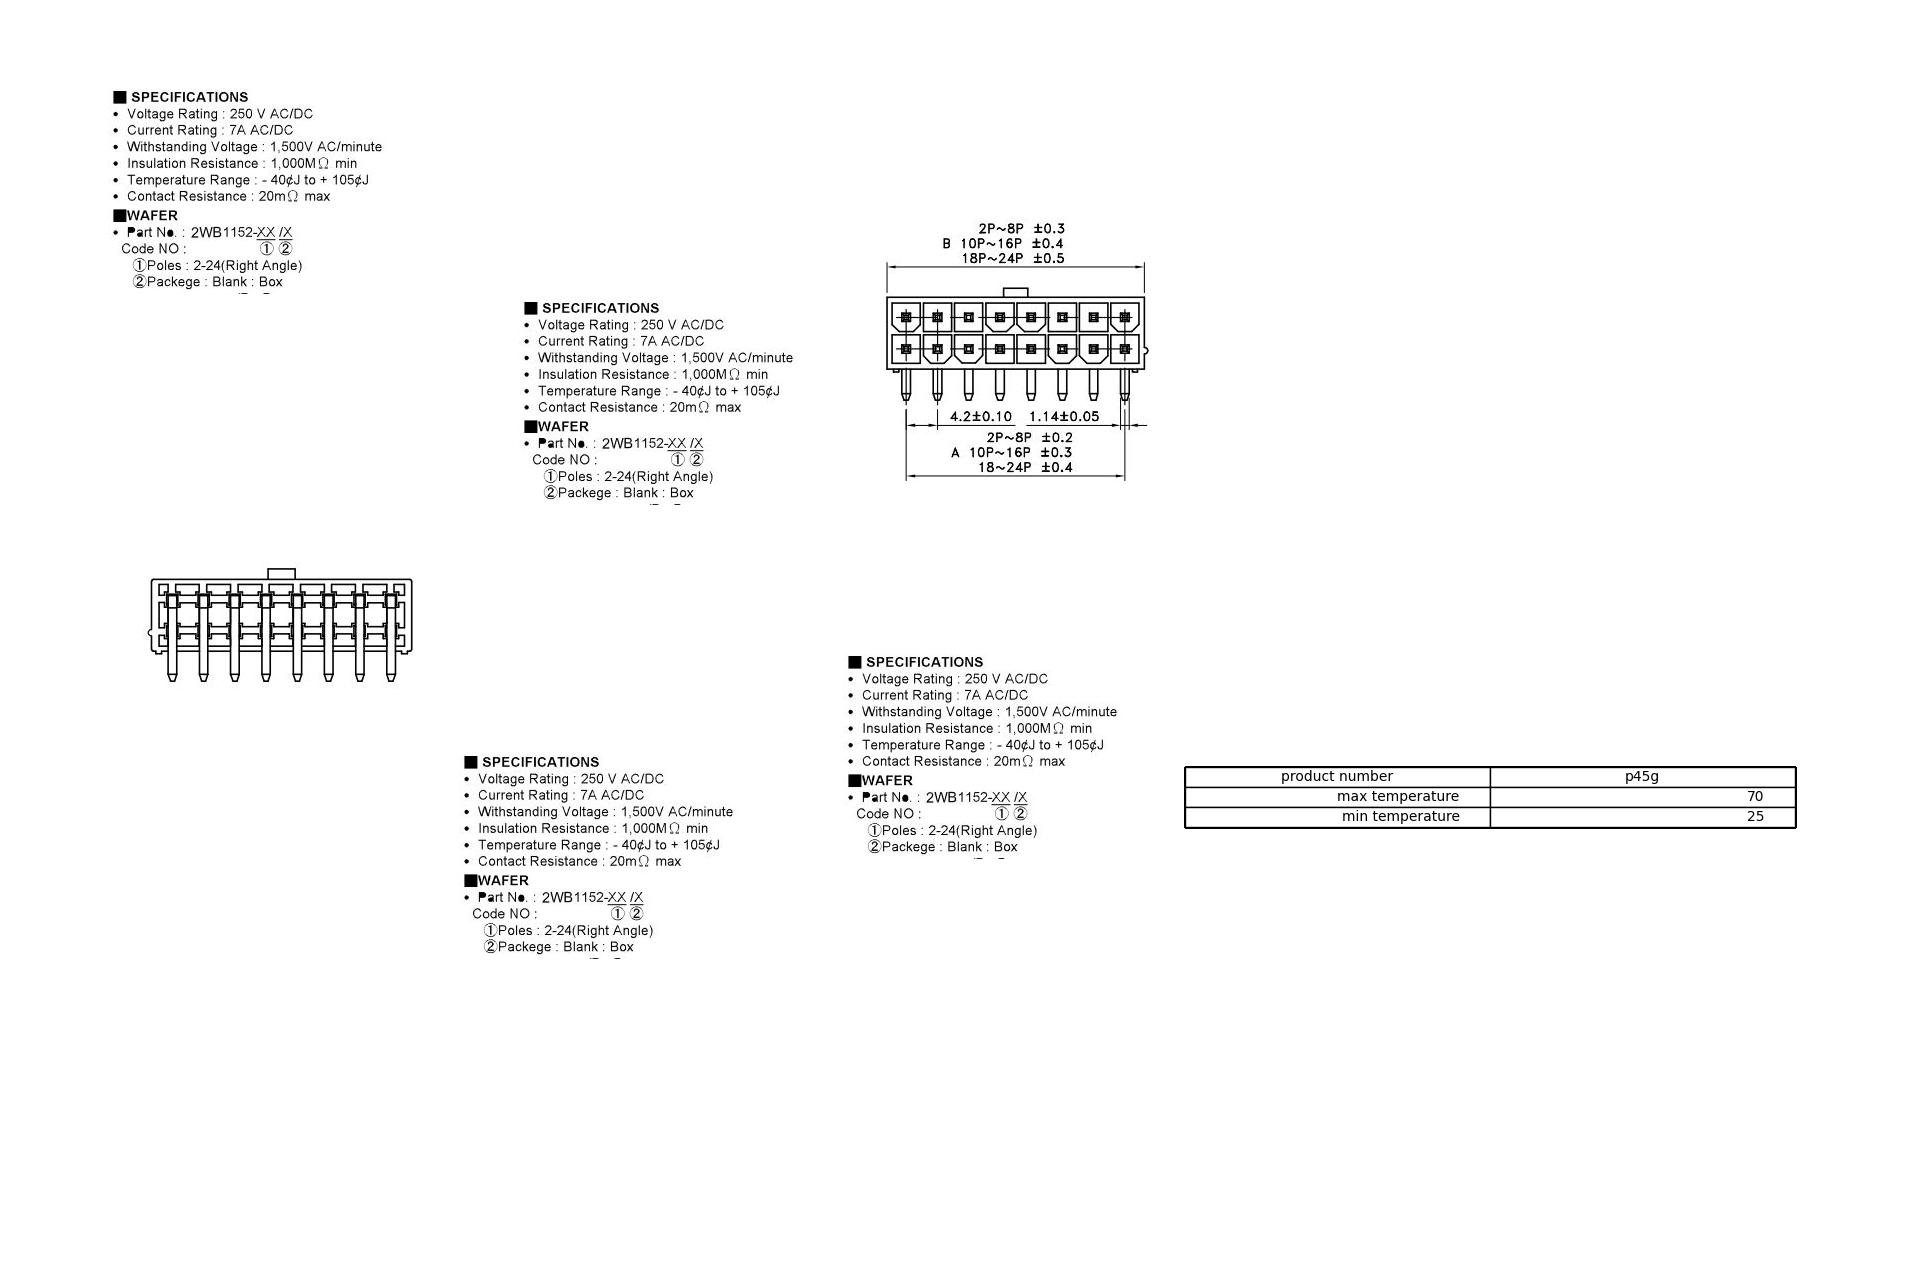 ■ SPECIFICATIONS
• Voltage Rating : 250 V AC/DC
• Current Rating : 7A AC/DC
• Withstanding Voltage : 1,500V AC/minute
• Insulation Resistance : 1,000MΩ min
• Temperature Range : - 40¢J to + 105¢J
• Contact Resistance : 20mΩ max
■WAFER
• Part No. : 2WB1152-XX /X
Code NO : ① ②
①Poles : 2-24(Right Angle)
②Packege : Blank : Box
■ SPECIFICATIONS
• Voltage Rating : 250 V AC/DC
• Current Rating : 7A AC/DC
• Withstanding Voltage : 1,500V AC/minute
• Insulation Resistance : 1,000MΩ min
• Temperature Range : - 40¢J to + 105¢J
• Contact Resistance : 20mΩ max
■WAFER
• Part No. : 2WB1152-XX /X
Code NO : ① ②
①Poles : 2-24(Right Angle)
②Packege : Blank : Box
2P~8P ±0.3
B 10P~16P ±0.4
18P~24P ±0.5
4.2±0.10 1.14±0.05
2P~8P ±0.2
A 10P~16P ±0.3
18~24P ±0.4
■ SPECIFICATIONS
• Voltage Rating : 250 V AC/DC
• Current Rating : 7A AC/DC
• Withstanding Voltage : 1,500V AC/minute
• Insulation Resistance : 1,000MΩ min
• Temperature Range : - 40¢J to + 105¢J
• Contact Resistance : 20mΩ max
■WAFER
• Part No. : 2WB1152-XX /X
Code NO : ① ②
①Poles : 2-24(Right Angle)
②Packege : Blank : Box
■ SPECIFICATIONS
• Voltage Rating : 250 V AC/DC
• Current Rating : 7A AC/DC
• Withstanding Voltage : 1,500V AC/minute
• Insulation Resistance : 1,000MΩ min
• Temperature Range : - 40¢J to + 105¢J
• Contact Resistance : 20mΩ max
■WAFER
• Part No. : 2WB1152-XX /X
Code NO : ① ②
①Poles : 2-24(Right Angle)
②Packege : Blank : Box
product number p45g
max temperature 70
min temperature 25